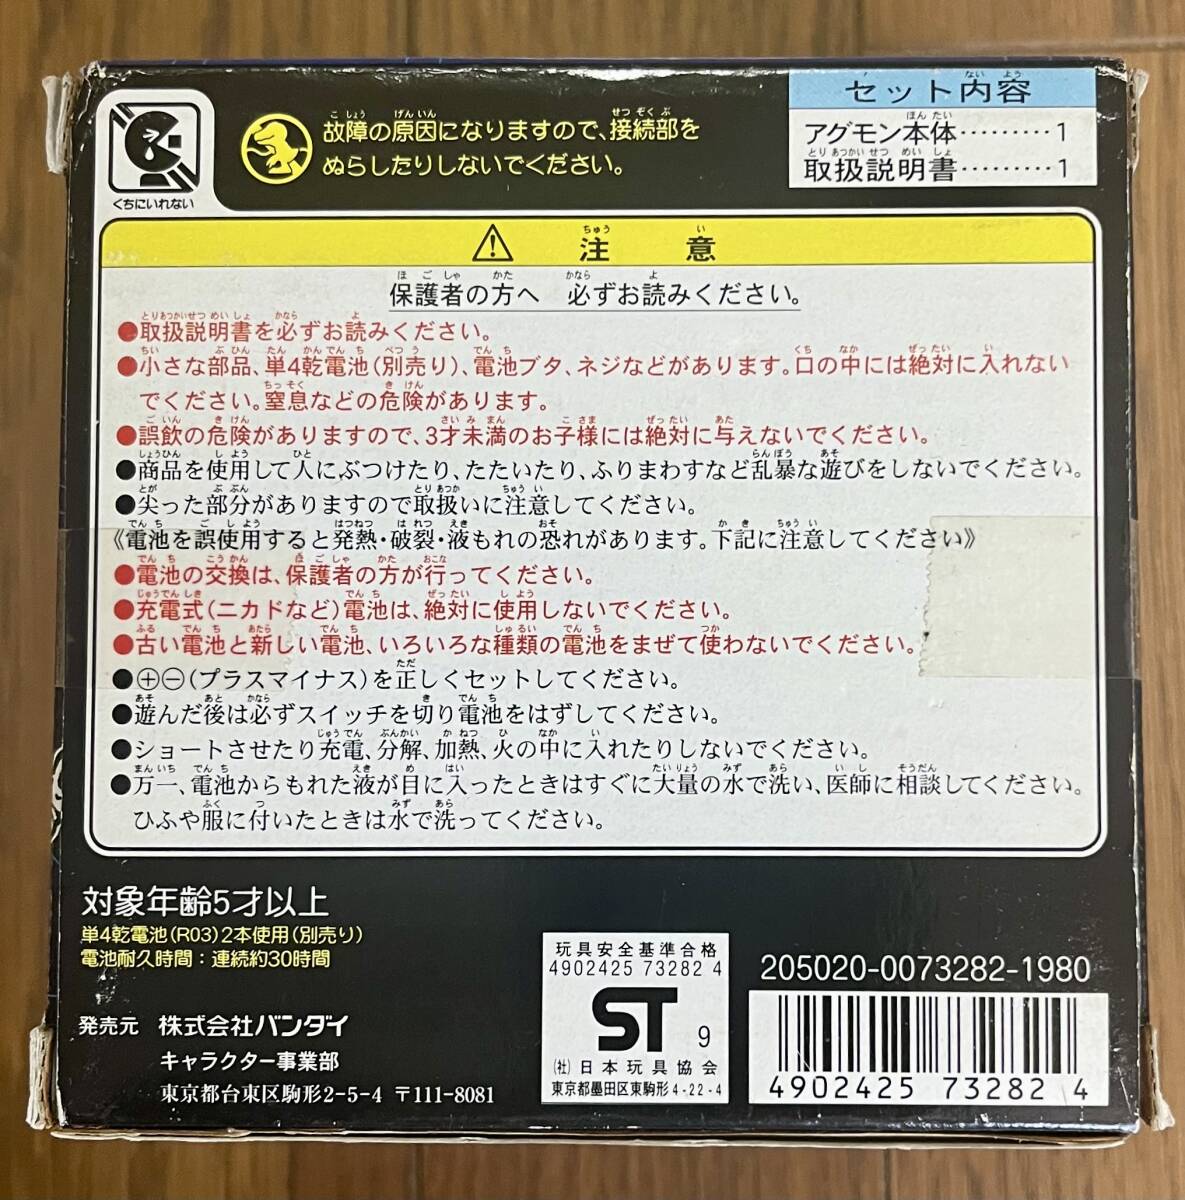 くちにいれない
故障の原因になりますので、接続部を
ぬらしたりしないでください。
セット内容
アグモン本体………1
取扱説明書………1
⚠ 注意
保護者の方へ 必ずお読みください。
●取扱説明書を必ずお読みください。
●小さな部品、単4乾電池(別売り)、電池ブタ、ネジなどがあります。口の中には絶対に入れない
でください。窒息などの危険があります。
●誤飲の危険がありますので、3才未満のお子様には絶対に与えないでください。
●商品を使用して人にぶつけたり、たたいたり、ふりまわすなど乱暴な遊びをしないでください。
●尖った部分がありますので取扱いに注意してください。
《電池を誤使用すると発熱・破裂・液もれの恐れがあります。下記に注意してください》
●電池の交換は、保護者の方が行ってください。
●充電式(ニカドなど)電池は、絶対に使用しないでください。
●古い電池と新しい電池、いろいろな種類の電池をまぜて使わないでください。
●⊕⊖(プラスマイナス)を正しくセットしてください。
●遊んだ後は必ずスイッチを切り電池をはずしてください。
●ショートさせたり充電、分解、加熱、火の中に入れたりしないでください。
●万一、電池からもれた液が目に入ったときはすぐに大量の水で洗い、医師に相談してください。
ひふや服に付いたときは水で洗ってください。
対象年齢5才以上
単4乾電池(R03)2本使用(別売り)
電池耐久時間：連続約30時間
発売元 株式会社バンダイ
キャラクター事業部
東京都台東区駒形2-5-4 〒111-8081
玩具安全基準合格
4902425 73282 4
ST 9
(社)日本玩具協会
東京都墨田区東駒形4-22-4
205020-0073282-1980
4902425 732824